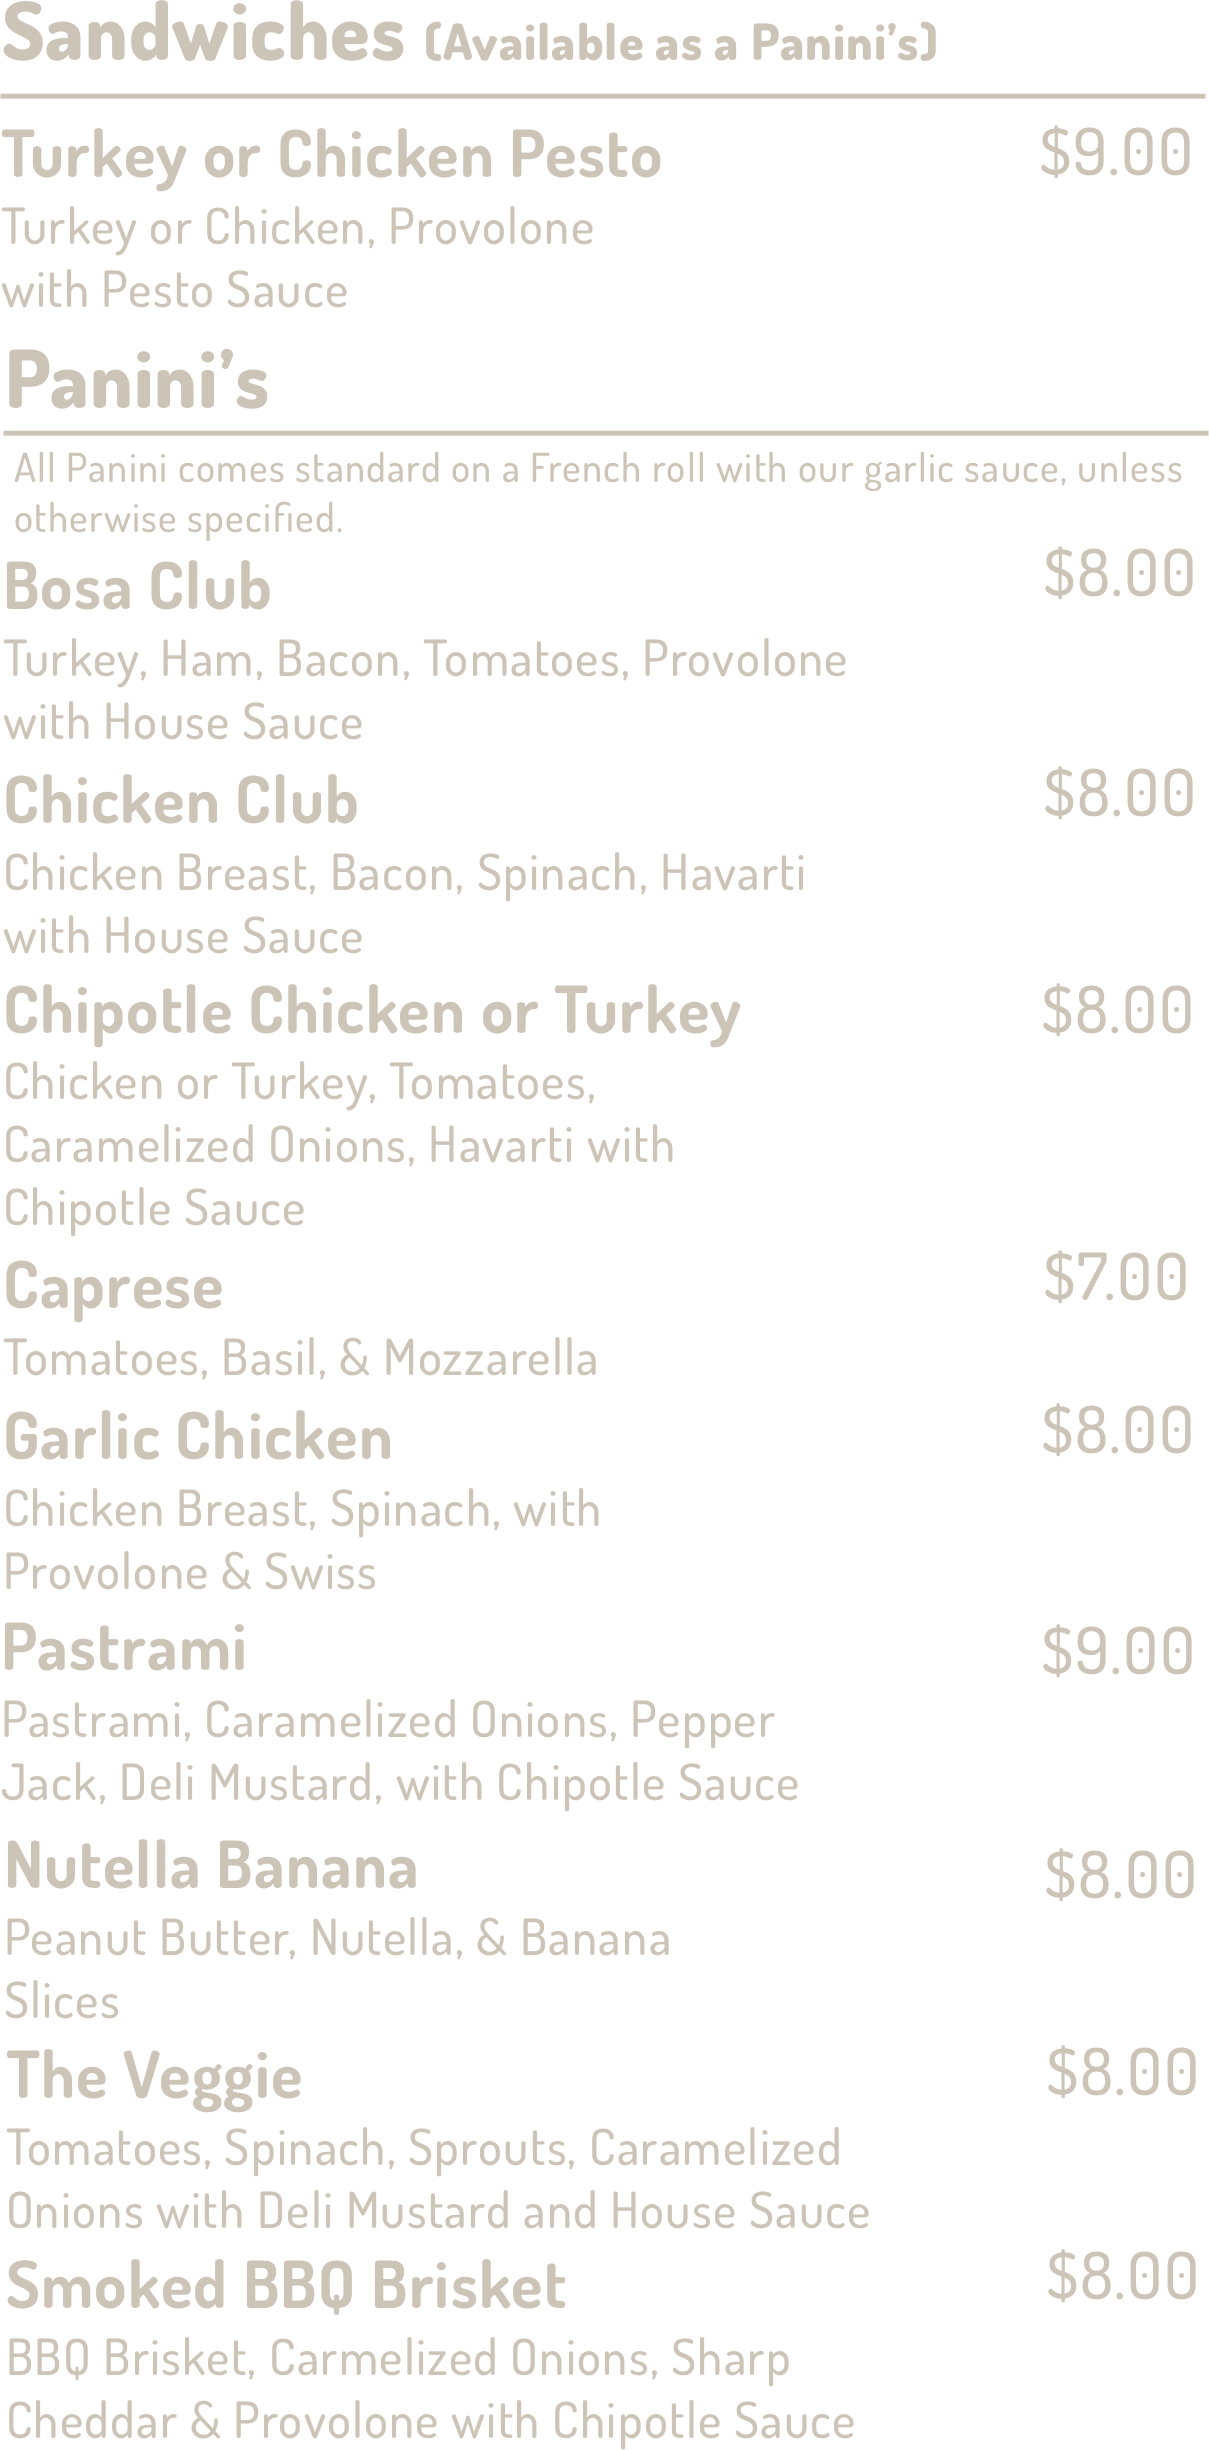 Sandwiches (Available as a Panini's)
Turkey or Chicken Pesto $9.00
Turkey or Chicken, Provolone
with Pesto Sauce
Panini's
All Panini comes standard on a French roll with our garlic sauce, unless
otherwise specified.
Bosa Club $8.00
Turkey, Ham, Bacon, Tomatoes, Provolone
with House Sauce
Chicken Club $8.00
Chicken Breast, Bacon, Spinach, Havarti
with House Sauce
Chipotle Chicken or Turkey $8.00
Chicken or Turkey, Tomatoes,
Caramelized Onions, Havarti with
Chipotle Sauce
Caprese $7.00
Tomatoes, Basil, & Mozzarella
Garlic Chicken $8.00
Chicken Breast, Spinach, with
Provolone & Swiss
Pastrami $9.00
Pastrami, Caramelized Onions, Pepper
Jack, Deli Mustard, with Chipotle Sauce
Nutella Banana $8.00
Peanut Butter, Nutella, & Banana
Slices
The Veggie $8.00
Tomatoes, Spinach, Sprouts, Caramelized
Onions with Deli Mustard and House Sauce
Smoked BBQ Brisket $8.00
BBQ Brisket, Carmelized Onions, Sharp
Cheddar & Provolone with Chipotle Sauce